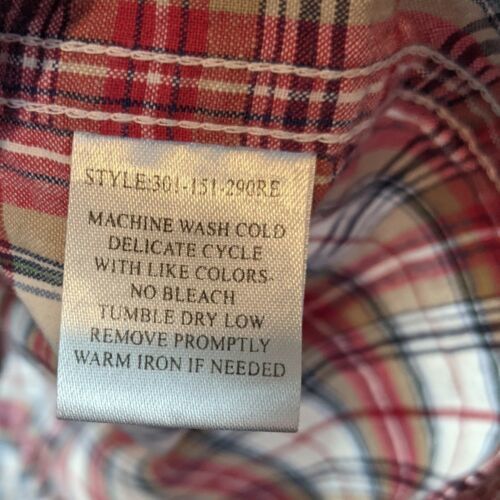 STYLE:301-151-290RE
MACHINE WASH COLD
DELICATE CYCLE
WITH LIKE COLORS-
NO BLEACH
TUMBLE DRY LOW
REMOVE PROMPTLY
WARM IRON IF NEEDED